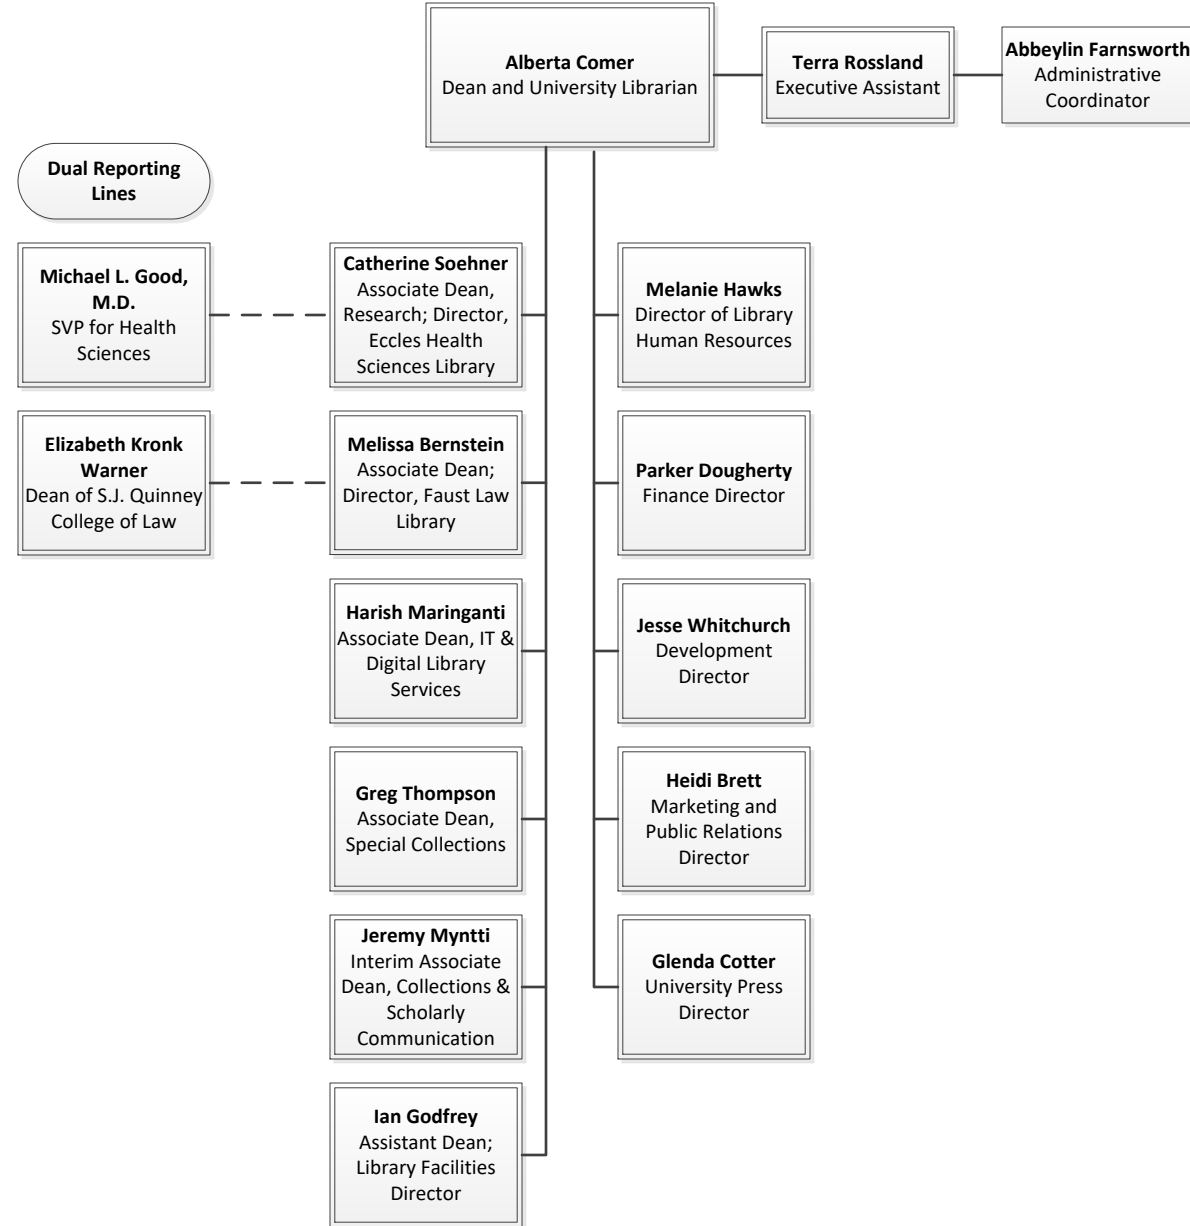 Alberta Comer
Dean and University Librarian
Terra Rossland
Executive Assistant
Abbeylin Farnsworth
Administrative
Coordinator
Dual Reporting
Lines
Michael L. Good,
M.D.
SVP for Health
Sciences
Catherine Soehner
Associate Dean,
Research; Director,
Eccles Health
Sciences Library
Melanie Hawks
Director of Library
Human Resources
Elizabeth Kronk
Warner
Dean of S.J. Quinney
College of Law
Melissa Bernstein
Associate Dean;
Director, Faust Law
Library
Parker Dougherty
Finance Director
Harish Maringanti
Associate Dean, IT &
Digital Library
Services
Jesse Whitchurch
Development
Director
Greg Thompson
Associate Dean,
Special Collections
Heidi Brett
Marketing and
Public Relations
Director
Jeremy Myntti
Interim Associate
Dean, Collections &
Scholarly
Communication
Glenda Cotter
University Press
Director
Ian Godfrey
Assistant Dean;
Library Facilities
Director